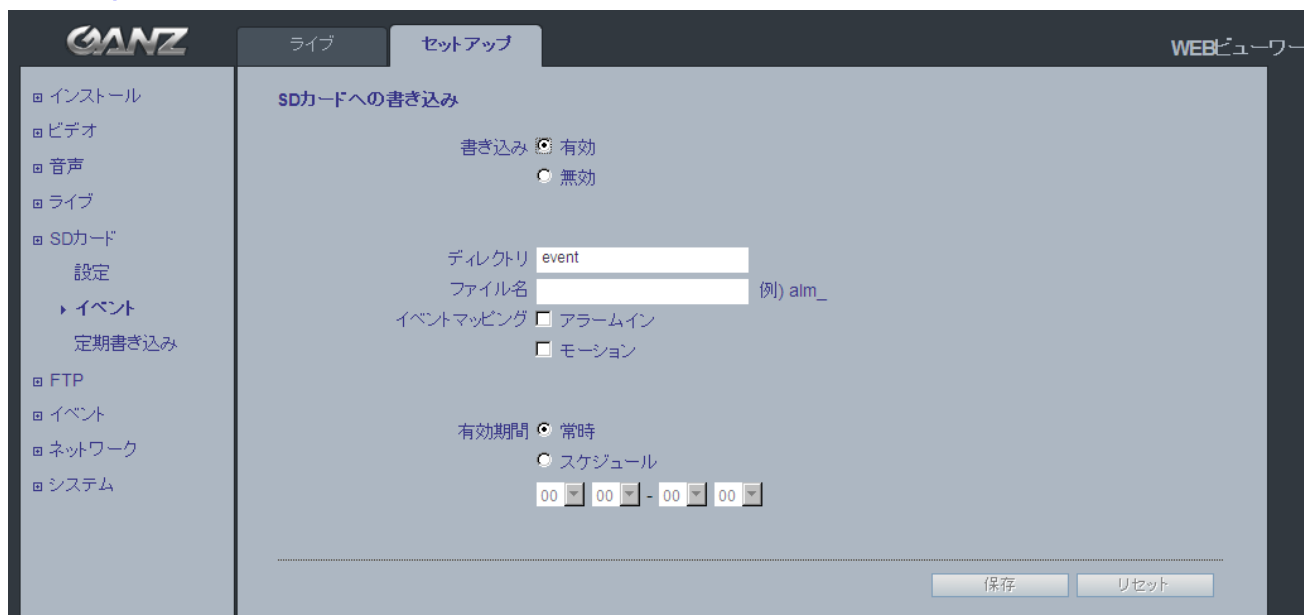 GANZ
ライブ
セットアップ
WEBビューワー
インストール
ビデオ
音声
ライブ
SDカード
設定
イベント
定期書き込み
FTP
イベント
ネットワーク
システム
SDカードへの書き込み
書き込み 有効
無効
ディレクトリ event
ファイル名 例) alm_
イベントマッピング アラームイン
モーション
有効期間 常時
スケジュール
00 00 - 00 00
保存 リセット